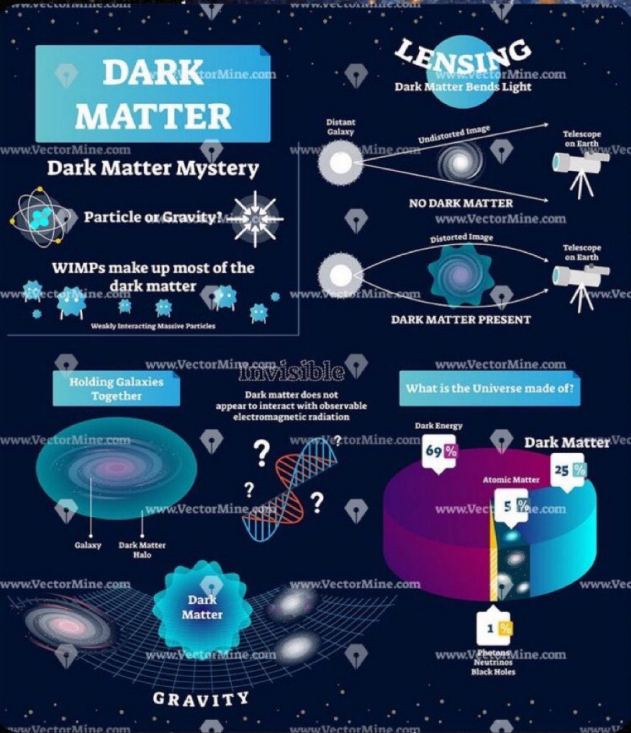 www.VectorMine.com
DARK
MATTER
Dark Matter Mystery
Particle or Gravity?
WIMPs make up most of the
dark matter
Weakly Interacting Massive Particles
LENSING
Dark Matter Bends Light
Distant
Galaxy
Undistorted Image
Telescope
on Earth
NO DARK MATTER
Distorted Image
Telescope
on Earth
DARK MATTER PRESENT
Holding Galaxies
Together
Galaxy
Dark Matter
Halo
Invisible
Dark matter does not
appear to interact with observable
electromagnetic radiation
?
?
?
?
What is the Universe made of?
Dark Energy
69 %
Dark Matter
25 %
Atomic Matter
5 %
1 %
Photons
Neutrinos
Black Holes
Dark
Matter
GRAVITY